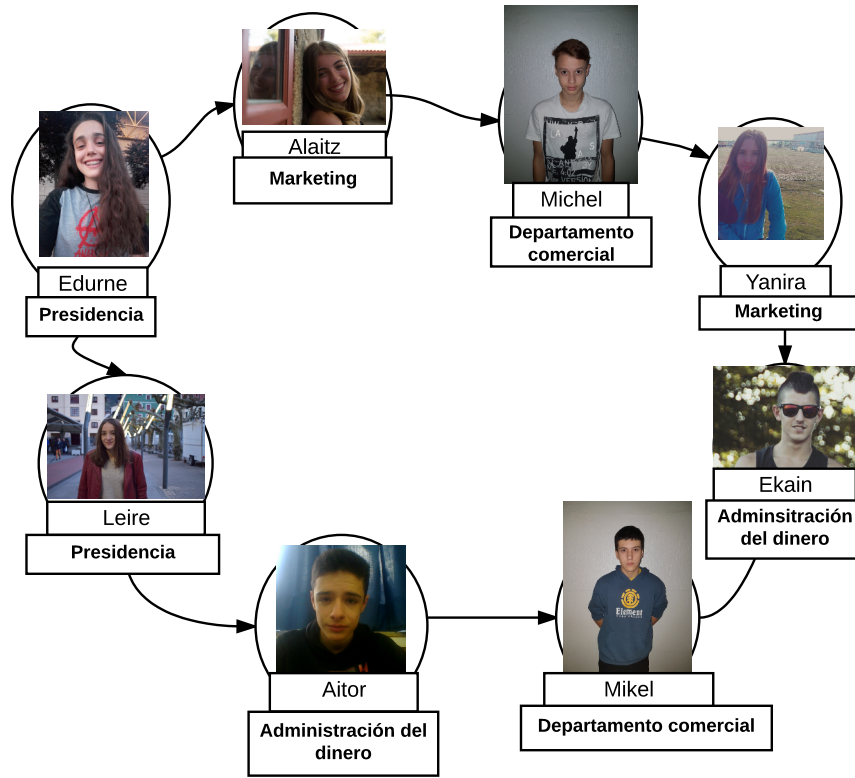 Alaitz
Marketing
Michel
Departamento
comercial
Edurne
Presidencia
Yanira
Marketing
Leire
Presidencia
Ekain
Adminsitración
del dinero
Aitor
Administración del
dinero
Mikel
Departamento comercial
Element